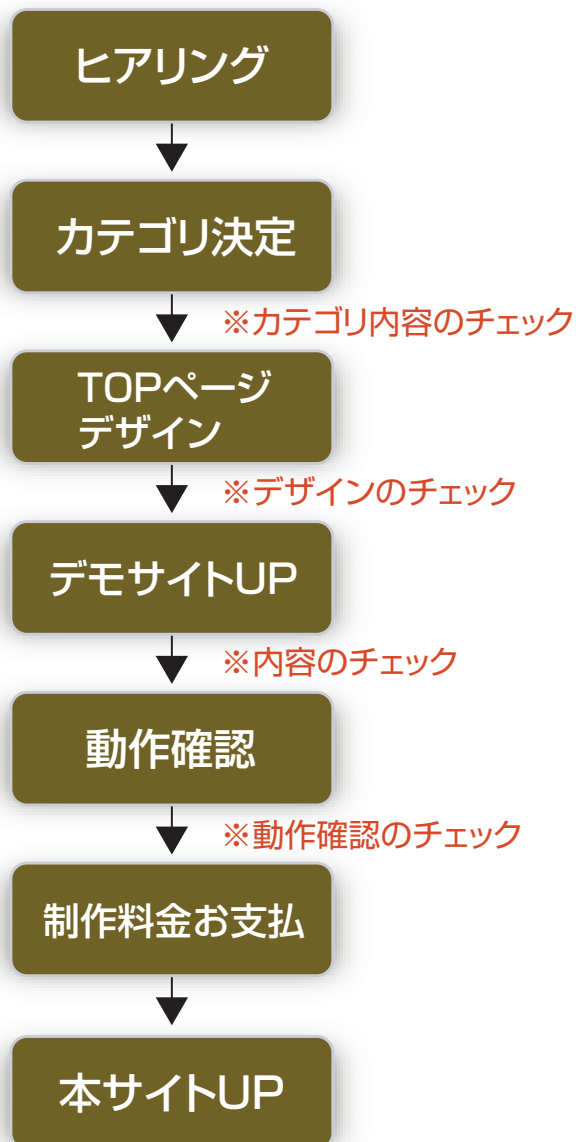 ヒアリング
カテゴリ決定
※カテゴリ内容のチェック
TOPページ
デザイン
※デザインのチェック
デモサイトUP
※内容のチェック
動作確認
※動作確認のチェック
制作料金お支払
本サイトUP